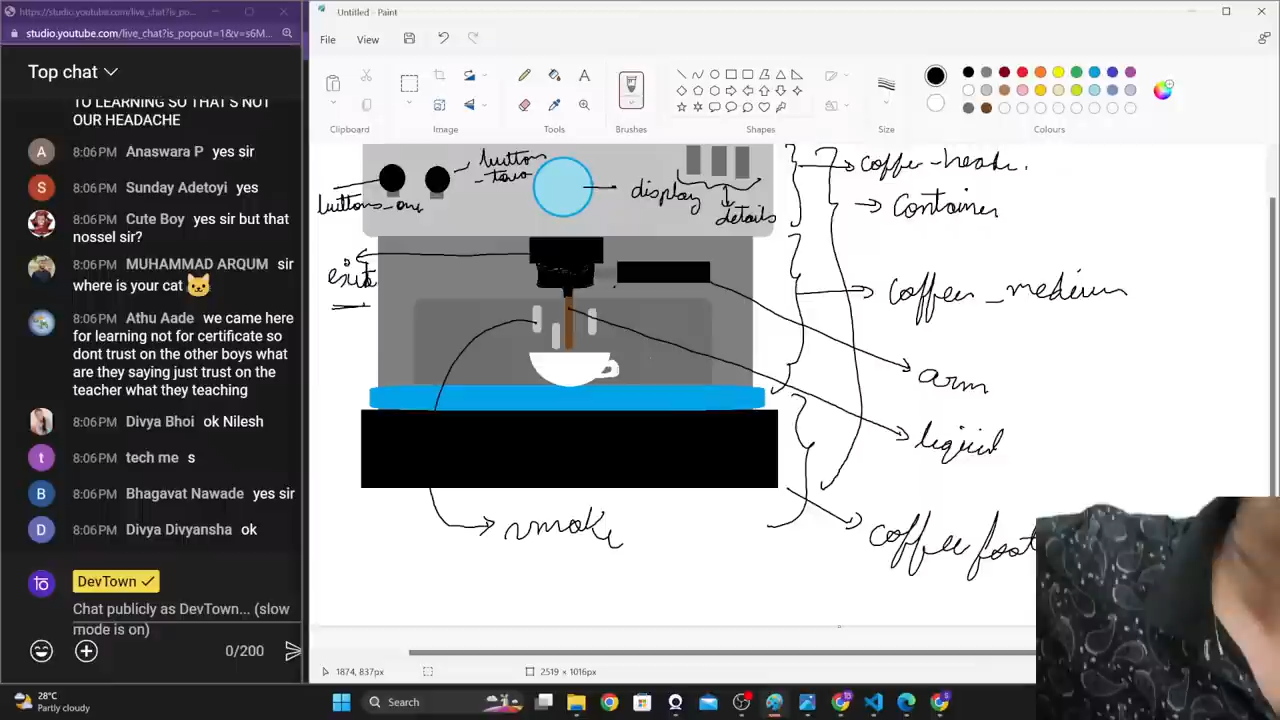 https://studio.youtube.com/live_chat?is_po...
studio.youtube.com/live_chat?is_popout=1&v=s6M...
Top chat
TO LEARNING SO THAT'S NOT
OUR HEADACHE
A 8:06 PM Anaswara P yes sir
S 8:06 PM Sunday Adetoyi yes
8:06 PM Cute Boy yes sir but that
nossel sir?
8:06 PM MUHAMMAD ARQUM sir
where is your cat
8:06 PM Athu Aade we came here
for learning not for certificate so
dont trust on the other boys what
are they saying just trust on the
teacher what they teaching
8:06 PM Divya Bhoi ok Nilesh
t 8:06 PM tech me s
B 8:06 PM Bhagavat Nawade yes sir
D 8:06 PM Divya Divyansha ok
DevTown
Chat publicly as DevTown... (slow
mode is on)
0/200
Untitled - Paint
File View
Clipboard Image Tools Brushes Shapes Size Colours
button
_two
buttons_one
display
details
exit
coffee-header.
container
coffee_medium
arm
liquid
coffee foot
smoke
1874, 837px
2519 × 1016px
28°C
Partly cloudy
Search